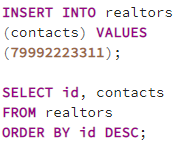 INSERT INTO realtors
(contacts) VALUES
(79992223311);
SELECT id, contacts
FROM realtors
ORDER BY id DESC;